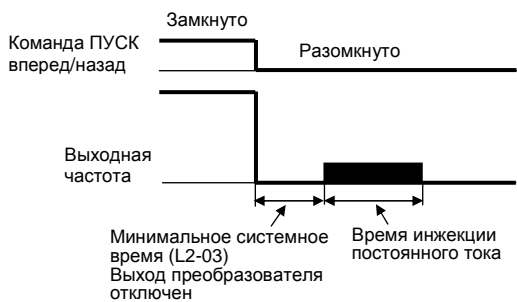 Замкнуто
Команда ПУСК
вперед/назад
Разомкнуто
Выходная
частота
Минимальное системное
время (L2-03)
Выход преобразователя
отключен
Время инжекции
постоянного тока